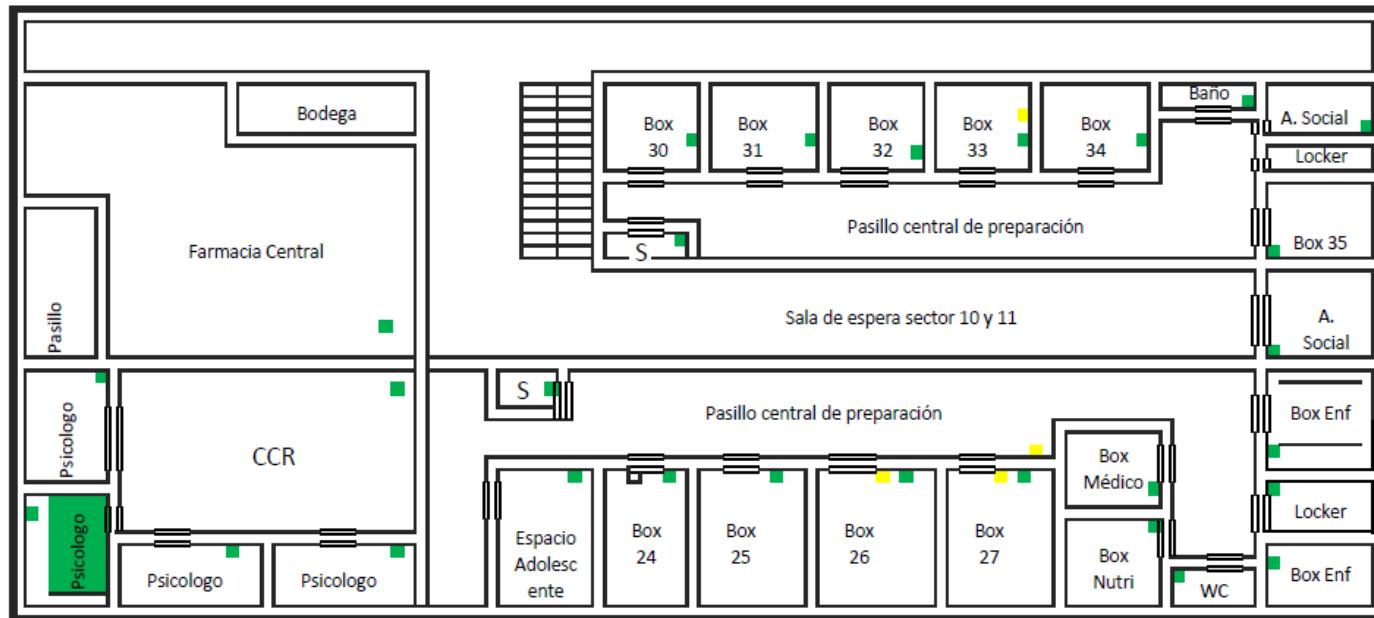 Bodega
Farmacia Central
Pasillo
Box
30
Box
31
Box
32
Box
33
Box
34
Baño
A. Social
Locker
Pasillo central de preparación
S
Box 35
Sala de espera sector 10 y 11
A.
Social
Psicologo
CCR
S
Pasillo central de preparación
Box Enf
Psicologo
Psicologo
Psicologo
Espacio
Adolesc
ente
Box
24
Box
25
Box
26
Box
27
Box
Médico
Box
Nutri
WC
Locker
Box Enf